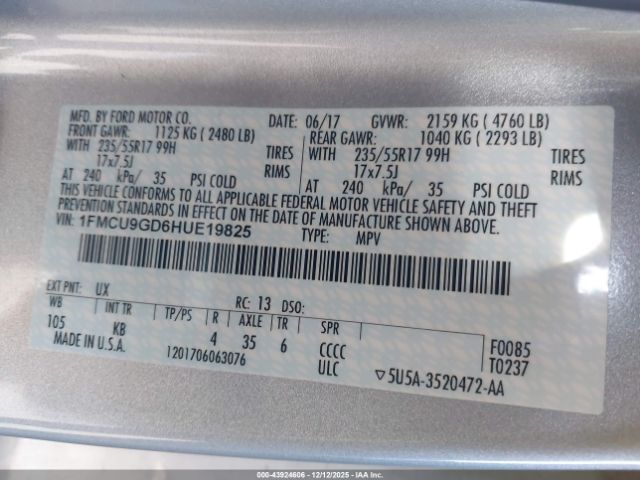 MFD. BY FORD MOTOR CO.
DATE: 06/17 GVWR: 2159 KG ( 4760 LB)
FRONT GAWR: 1125 KG ( 2480 LB)
REAR GAWR: 1040 KG ( 2293 LB)
WITH 235/55R17 99H TIRES
WITH 235/55R17 99H TIRES
17x7.5J RIMS
17x7.5J RIMS
AT 240 kPa/ 35 PSI COLD
AT 240 kPa/ 35 PSI COLD
THIS VEHICLE CONFORMS TO ALL APPLICABLE FEDERAL MOTOR VEHICLE SAFETY AND THEFT
PREVENTION STANDARDS IN EFFECT ON THE DATE OF MANUFACTURE SHOWN ABOVE.
VIN: 1FMCU9GD6HUE19825
TYPE: MPV
EXT PNT: UX RC: 13 DSO:
WB INT TR TP/PS R AXLE TR SPR
105 KB 4 35 6 CCCC F0085
MADE IN U.S.A. 1201706063076 ULC T0237
▽5U5A-3520472-AA
000-43924606 | 12/12/2025 - IAAI.COM